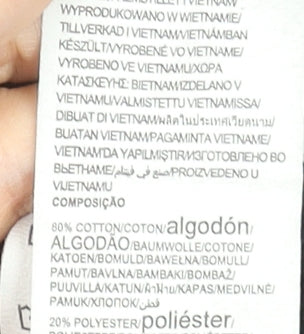 WYPRODUKOWANO W WIETNAMIE/
TILLVERKAD I VIETNAM/VIETNÁMBAN
KÉSZÜLT/VYROBENÉ VO VIETNAME/
VYROBENO VE VIETNAMU/ΧΩΡΑ
ΚΑΤΑΣΚΕΥΗΣ: ΒΙΕΤΝΑΜ/IZDELANO V
VIETNAMU/VALMISTETTU VIETNAMISSA/
DIBUAT DI VIETNAM/ผลิตในประเทศเวียดนาม/
BUATAN VIETNAM/PAGAMINTA VIETNAME/
VIETNAM'DA YAPILMIŞTIR/ИЗГОТОВЛЕНО ВО
ВЬЕТНАМЕ/صنع في فيتنام/PROIZVEDENO U
VIJETNAMU
COMPOSIÇÃO
80% COTTON/COTON/algodón/
ALGODÃO/BAUMWOLLE/COTONE/
KATOEN/BOMULD/BAWEŁNA/BOMULL/
PAMUT/BAVLNA/ΒΑΜΒΑΚΙ/BOMBAŽ/
PUUVILLA/KATUN/ผ้าฝ้าย/KAPAS/MEDVILNĖ/
PAMUK/ХЛОПОК/قطن
20% POLYESTER/poliéster/